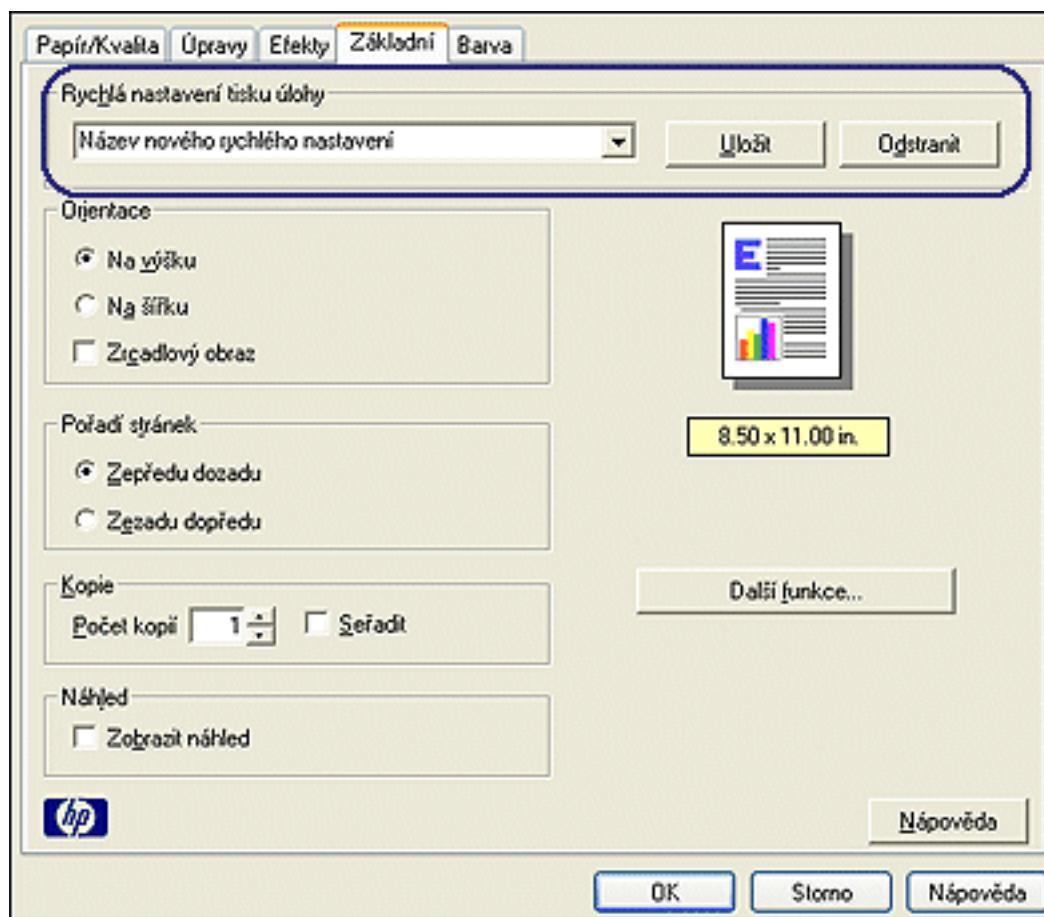 Papír/Kvalita Úpravy Efekty Základní Barva
Rychlá nastavení tisku úlohy
Název nového rychlého nastavení Uložit Odstranit
Orientace
Na výšku
Na šířku
Zrcadlový obraz
E
8.50 x 11.00 in.
Pořadí stránek
Zepředu dozadu
Zezadu dopředu
Kopie
Počet kopií 1 Seřadit
Další funkce...
Náhled
Zobrazit náhled
hp
Nápověda
OK Storno Nápověda